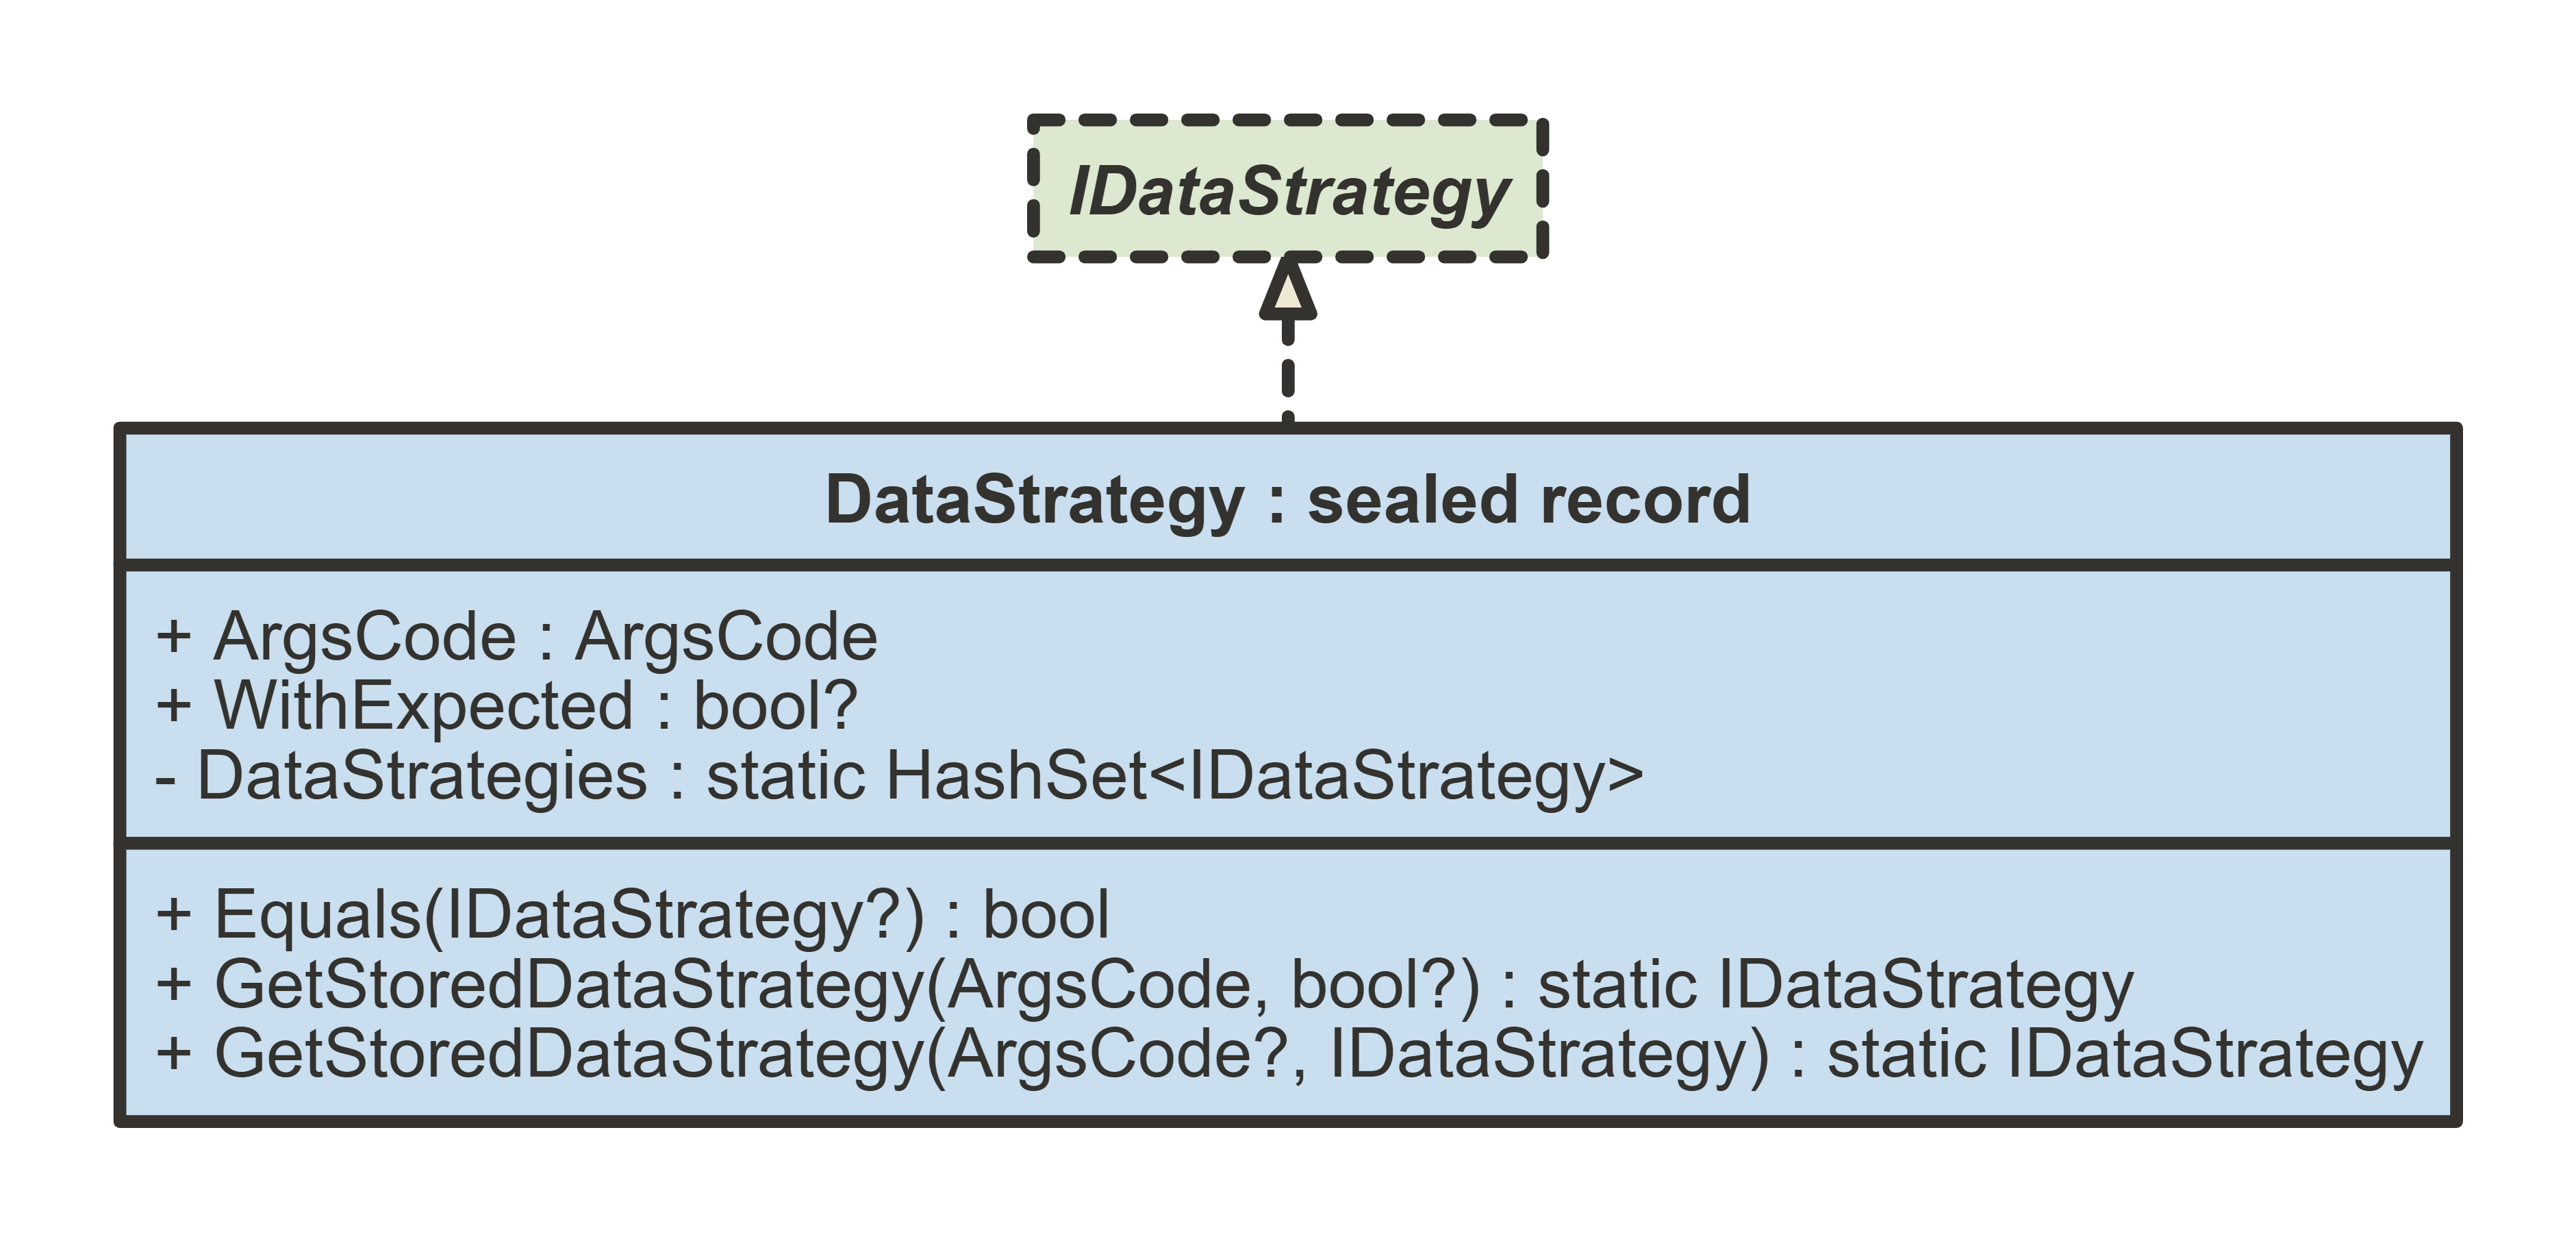 IDataStrategy
DataStrategy : sealed record
+ ArgsCode : ArgsCode
+ WithExpected : bool?
- DataStrategies : static HashSet<IDataStrategy>
+ Equals(IDataStrategy?) : bool
+ GetStoredDataStrategy(ArgsCode, bool?) : static IDataStrategy
+ GetStoredDataStrategy(ArgsCode?, IDataStrategy) : static IDataStrategy